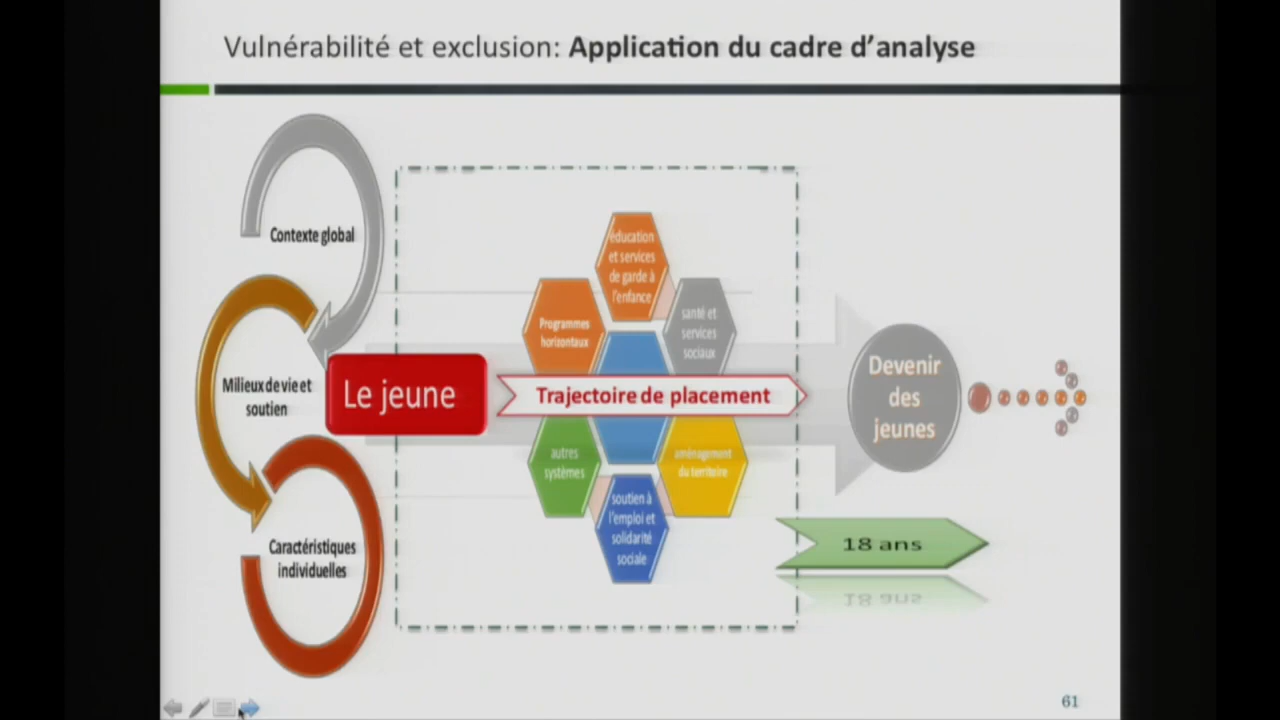 Vulnérabilité et exclusion: Application du cadre d'analyse
Contexte global
Milieux de vie et
soutien
Caractéristiques
individuelles
Le jeune
éducation
et services
de garde à
l'enfance
Programmes
horizontaux
santé et
services
sociaux
Trajectoire de placement
autres
systèmes
aménagement
du territoire
soutien à
l'emploi et
solidarité
sociale
Devenir
des
jeunes
18 ans
61